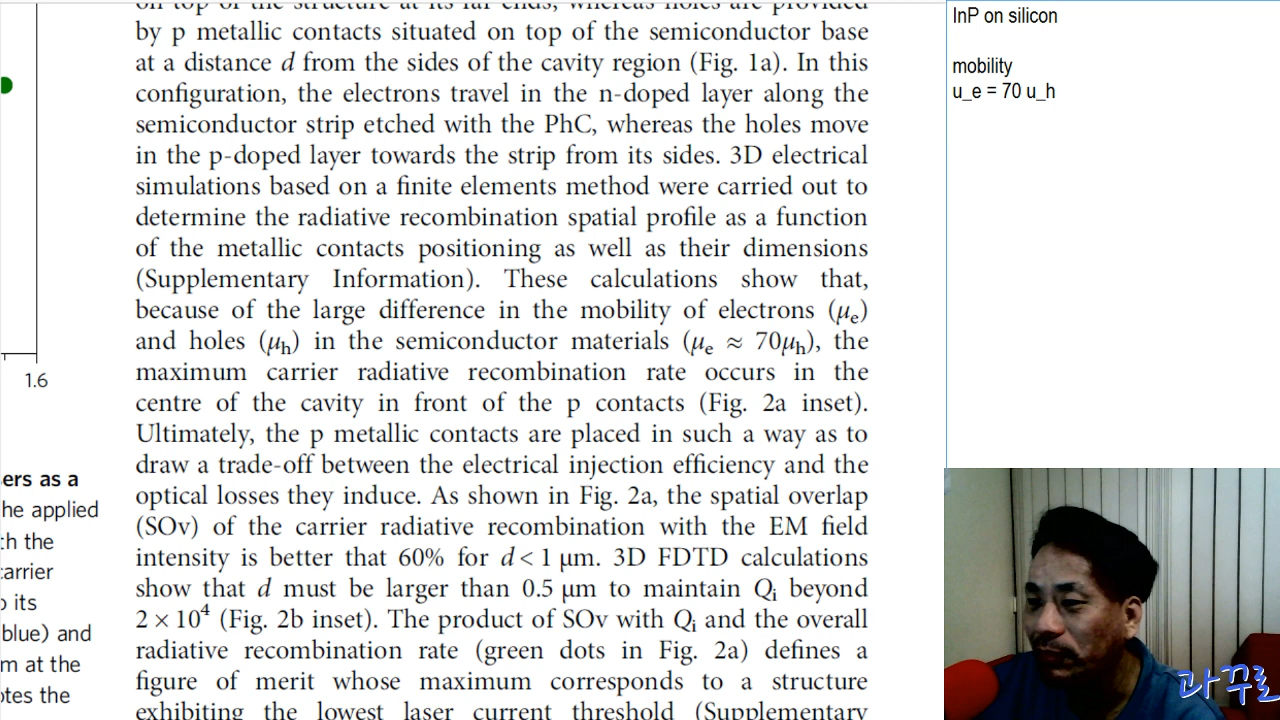 on top of the structure at its far ends, whereas holes are provided
by p metallic contacts situated on top of the semiconductor base
at a distance d from the sides of the cavity region (Fig. 1a). In this
configuration, the electrons travel in the n-doped layer along the
semiconductor strip etched with the PhC, whereas the holes move
in the p-doped layer towards the strip from its sides. 3D electrical
simulations based on a finite elements method were carried out to
determine the radiative recombination spatial profile as a function
of the metallic contacts positioning as well as their dimensions
(Supplementary Information). These calculations show that,
because of the large difference in the mobility of electrons (μe)
and holes (μh) in the semiconductor materials (μe ≈ 70μh), the
maximum carrier radiative recombination rate occurs in the
centre of the cavity in front of the p contacts (Fig. 2a inset).
Ultimately, the p metallic contacts are placed in such a way as to
draw a trade-off between the electrical injection efficiency and the
optical losses they induce. As shown in Fig. 2a, the spatial overlap
(SOv) of the carrier radiative recombination with the EM field
intensity is better that 60% for d < 1 μm. 3D FDTD calculations
show that d must be larger than 0.5 μm to maintain Qi beyond
2 × 10⁴ (Fig. 2b inset). The product of SOv with Qi and the overall
radiative recombination rate (green dots in Fig. 2a) defines a
figure of merit whose maximum corresponds to a structure
exhibiting the lowest laser current threshold (Supplementary
1.6
ers as a
he applied
th the
carrier
o its
blue) and
m at the
otes the
InP on silicon
mobility
u_e = 70 u_h
과꾸로